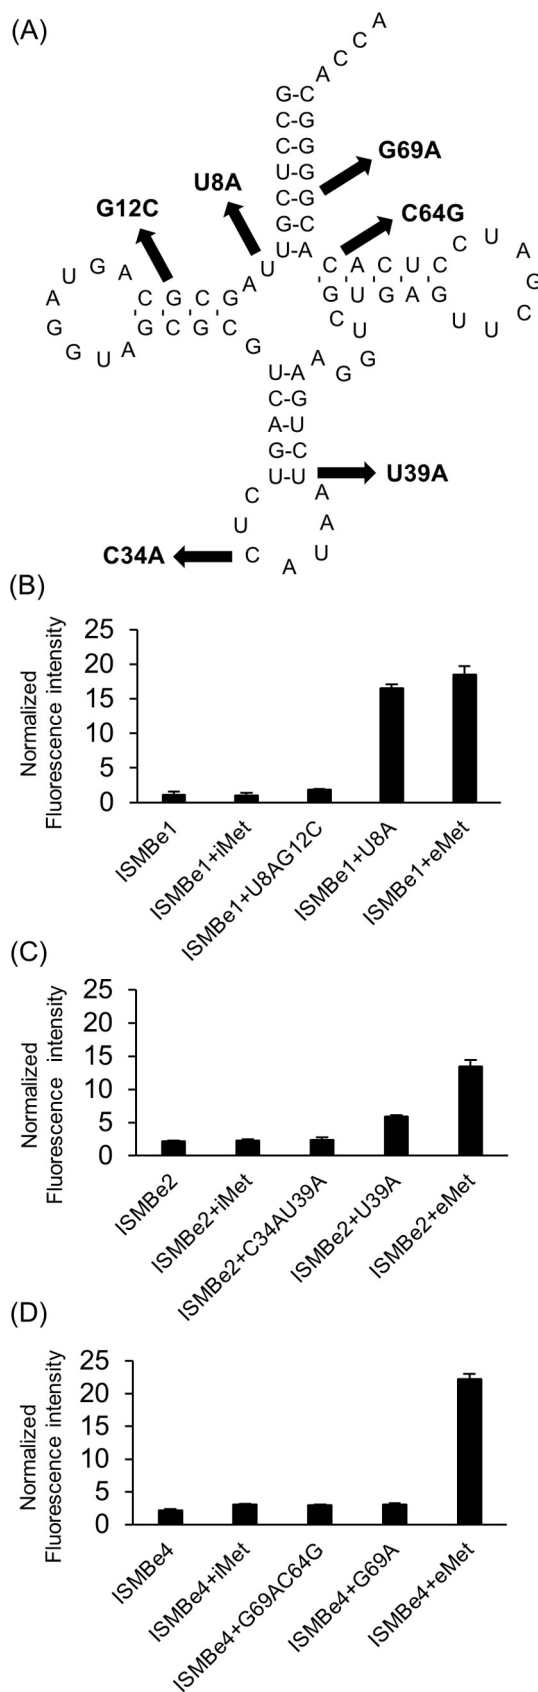 (A)
A
C
C
A
G-C
C-G
C G
U G
C G
G C
U-A
G69A
U8A
G12C
C64G
U G A C G C G A U
A G G U A G C G C G
C A C U C C U A G C
G U G A G U U
C U G G A
U-A
C-G
A-U
G-C
U-U
U39A
C A
U A
C A U
C34A
(B)
Normalized
Fluorescence intensity
25
20
15
10
5
0
ISMBe1
ISMBe1+iMet
ISMBe1+U8AG12C
ISMBe1+U8A
ISMBe1+eMet
(C)
Normalized
Fluorescence intensity
25
20
15
10
5
0
ISMBe2
ISMBe2+iMet
ISMBe2+C34AU39A
ISMBe2+U39A
ISMBe2+eMet
(D)
Normalized
Fluorescence intensity
25
20
15
10
5
0
ISMBe4
ISMBe4+iMet
ISMBe4+G69AC64G
ISMBe4+G69A
ISMBe4+eMet